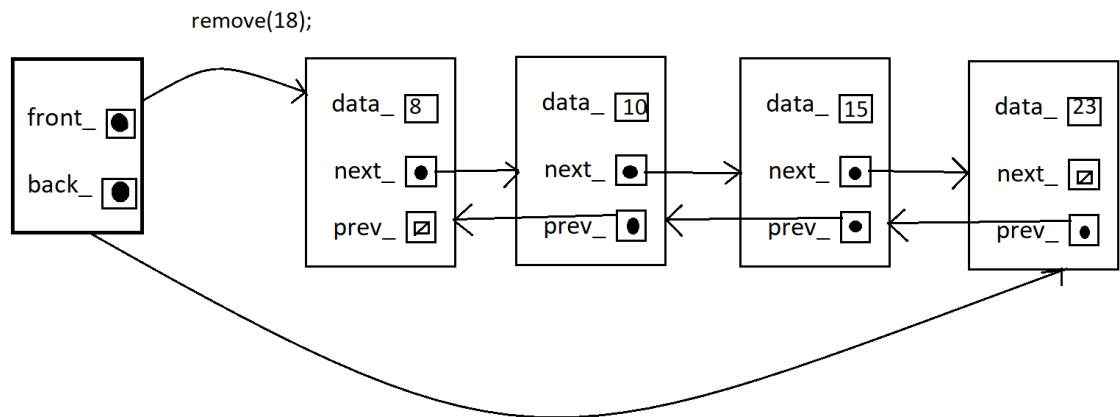 remove(18);
front_
back_
data_ 8
next_
prev_
data_ 10
next_
prev_
data_ 15
next_
prev_
data_ 23
next_
prev_